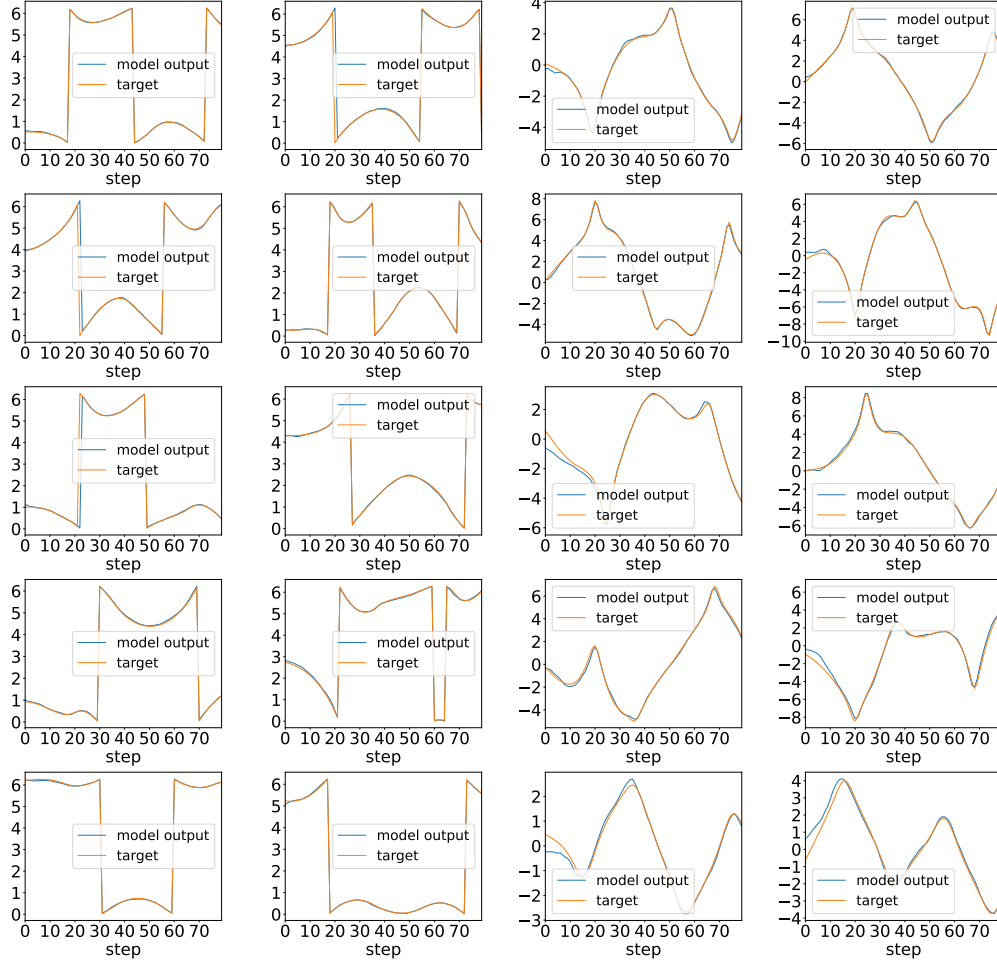 6 5 4 3 2 1 0 model output target 0 10 20 30 40 50 60 70 step
6 5 4 3 2 1 0 model output target 0 10 20 30 40 50 60 70 step
4 2 0 −2 −4 model output target 0 10 20 30 40 50 60 70 step
6 4 2 0 −2 −4 −6 model output target 0 10 20 30 40 50 60 70 step
6 5 4 3 2 1 0 model output target 0 10 20 30 40 50 60 70 step
6 5 4 3 2 1 0 model output target 0 10 20 30 40 50 60 70 step
8 6 4 2 0 −2 −4 model output target 0 10 20 30 40 50 60 70 step
6 4 2 0 −2 −4 −6 −8 −10 model output target 0 10 20 30 40 50 60 70 step
6 5 4 3 2 1 0 model output target 0 10 20 30 40 50 60 70 step
6 5 4 3 2 1 0 model output target 0 10 20 30 40 50 60 70 step
2 0 −2 −4 −6 model output target 0 10 20 30 40 50 60 70 step
8 6 4 2 0 −2 −4 −6 model output target 0 10 20 30 40 50 60 70 step
6 5 4 3 2 1 0 model output target 0 10 20 30 40 50 60 70 step
6 5 4 3 2 1 0 model output target 0 10 20 30 40 50 60 70 step
6 4 2 0 −2 −4 model output target 0 10 20 30 40 50 60 70 step
6 4 2 0 −2 −4 −6 −8 model output target 0 10 20 30 40 50 60 70 step
6 5 4 3 2 1 0 model output target 0 10 20 30 40 50 60 70 step
6 5 4 3 2 1 0 model output target 0 10 20 30 40 50 60 70 step
2 1 0 −1 −2 −3 model output target 0 10 20 30 40 50 60 70 step
4 3 2 1 0 −1 −2 −3 −4 model output target 0 10 20 30 40 50 60 70 step